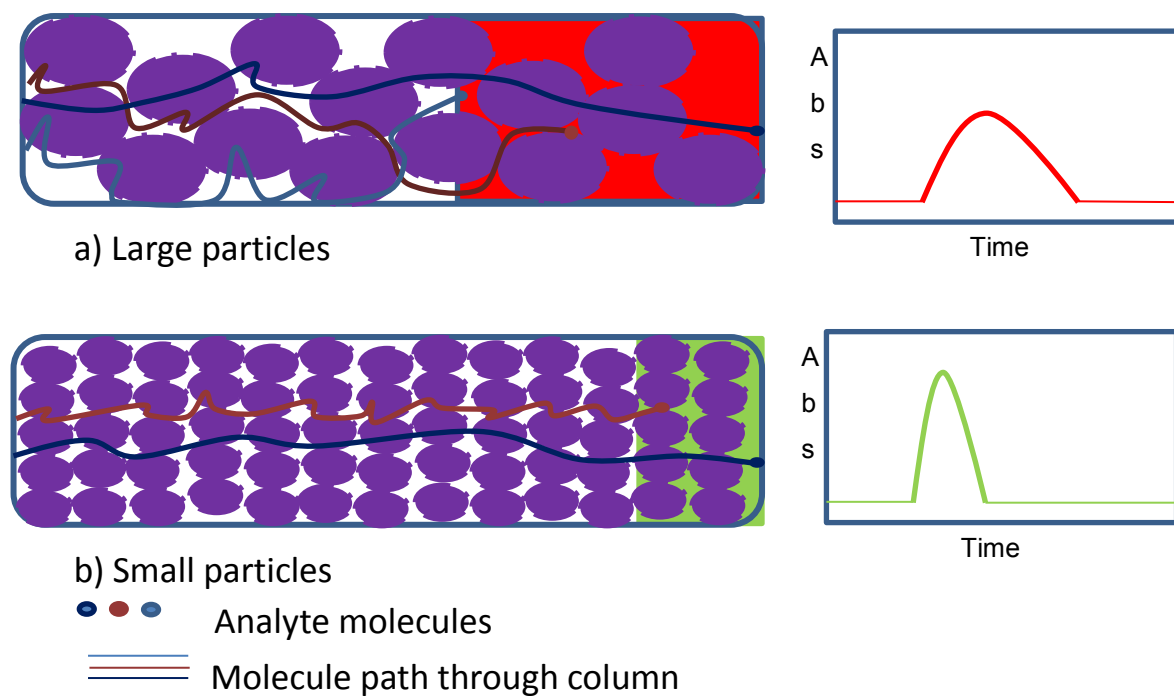 A
b
s
Time
a) Large particles
A
b
s
Time
b) Small particles
Analyte molecules
Molecule path through column